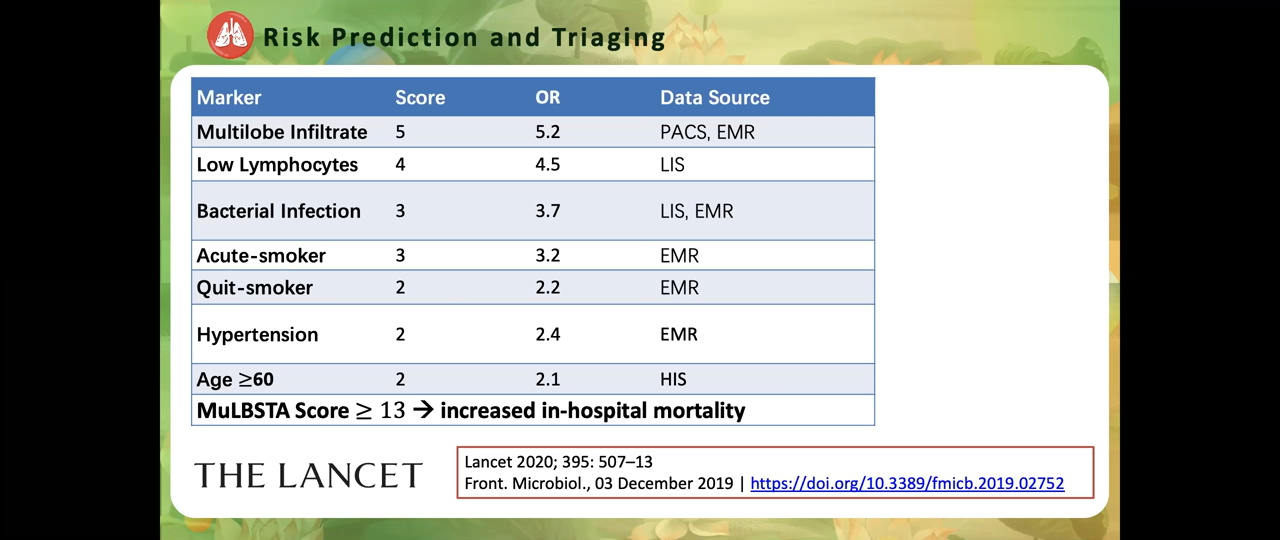 Risk Prediction and Triaging
Marker Score OR Data Source
Multilobe Infiltrate 5 5.2 PACS, EMR
Low Lymphocytes 4 4.5 LIS
Bacterial Infection 3 3.7 LIS, EMR
Acute-smoker 3 3.2 EMR
Quit-smoker 2 2.2 EMR
Hypertension 2 2.4 EMR
Age ≥60 2 2.1 HIS
MuLBSTA Score ≥ 13 → increased in-hospital mortality
THE LANCET
Lancet 2020; 395: 507–13
Front. Microbiol., 03 December 2019 | https://doi.org/10.3389/fmicb.2019.02752